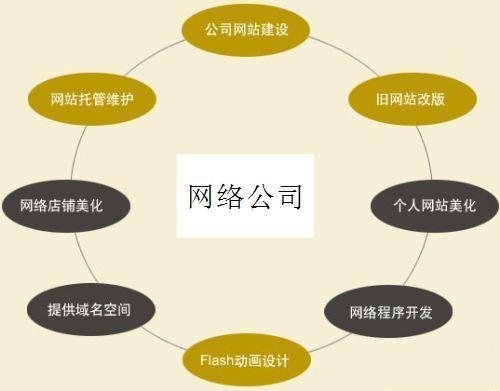 公司网站建设
网站托管维护
旧网站改版
网络公司
网络店铺美化
个人网站美化
提供域名空间
网络程序开发
Flash动画设计